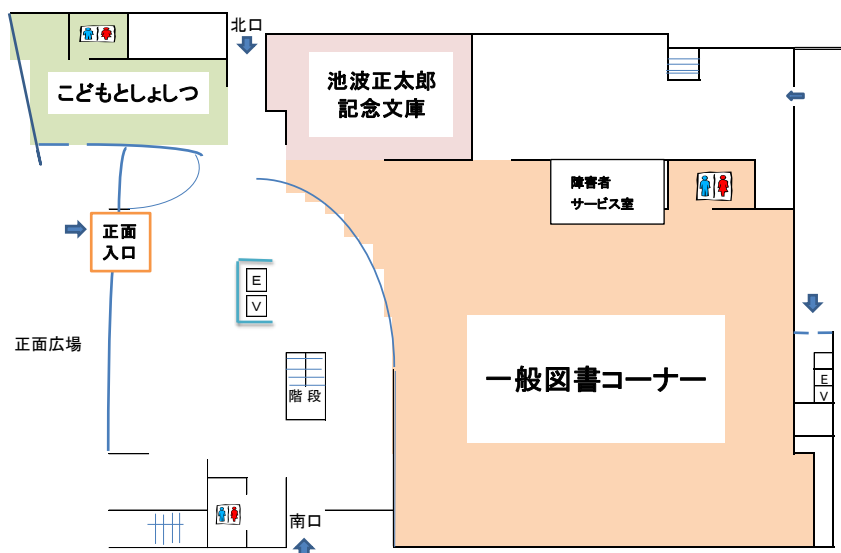 北口
こどもとしょしつ
池波正太郎
記念文庫
障害者
サービス室
正面
入口
E
V
正面広場
一般図書コーナー
階段
E
V
南口